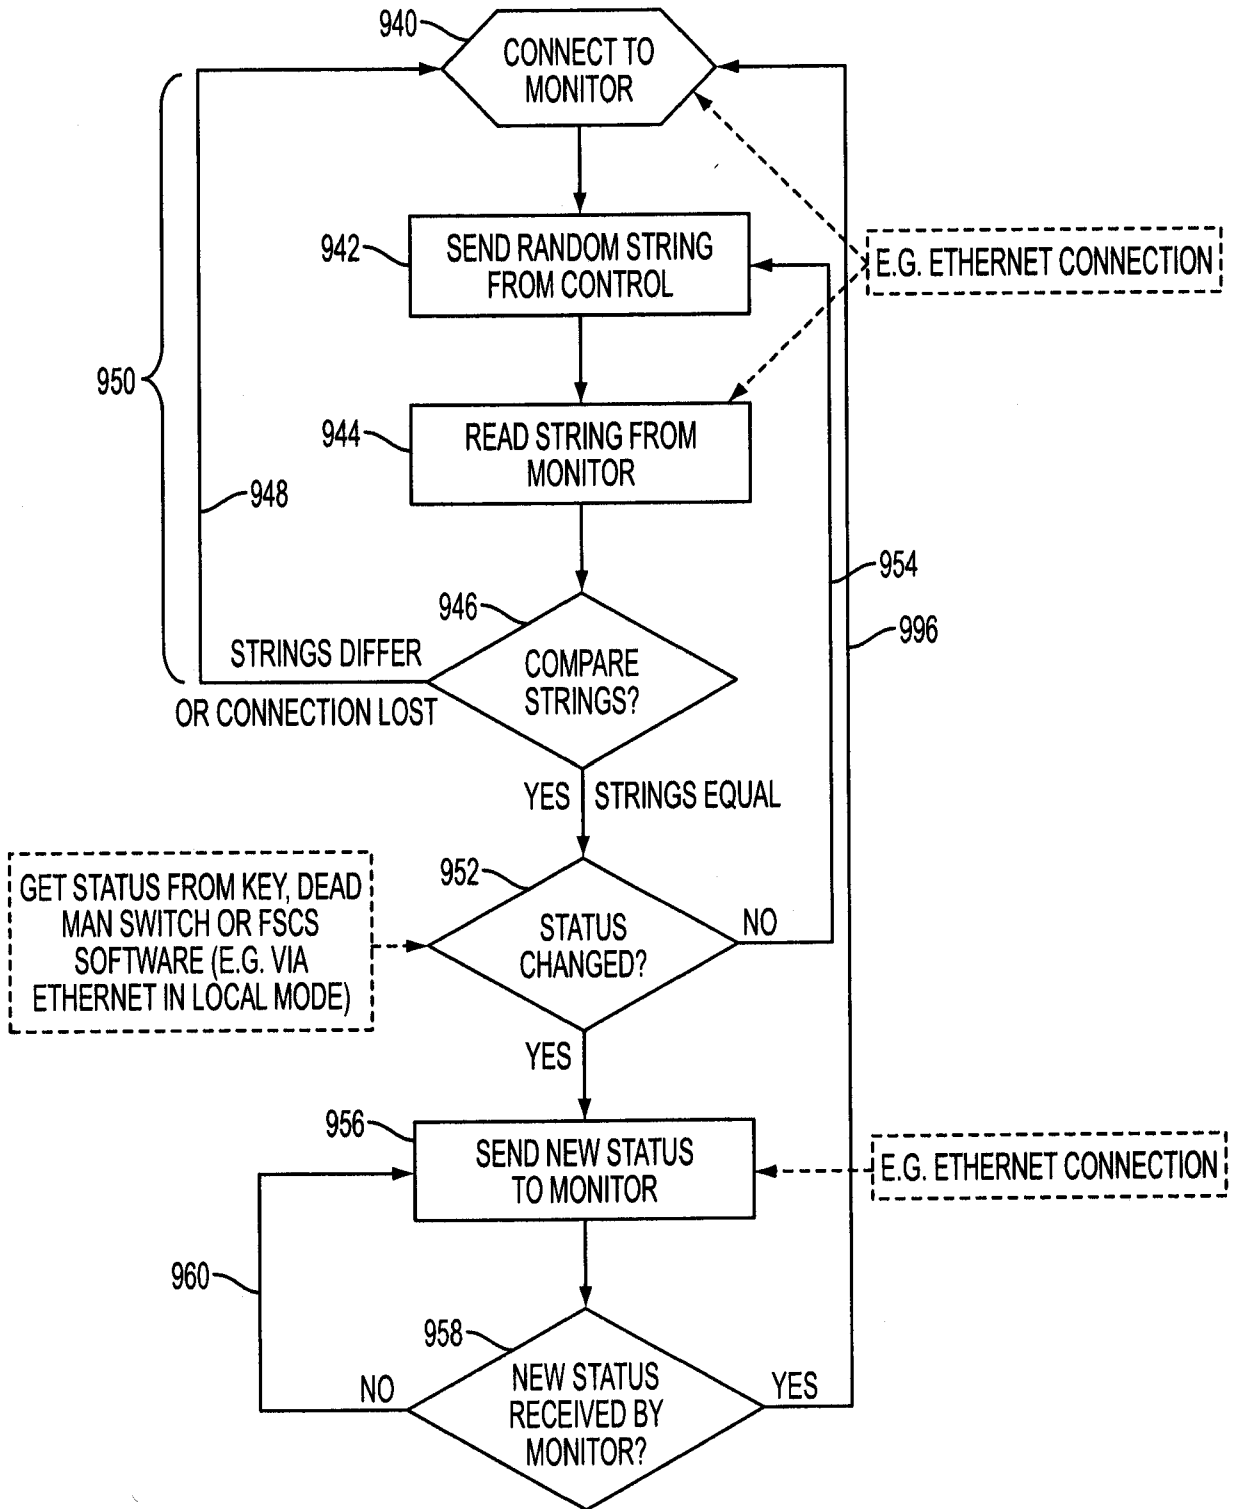 940
CONNECT TO
MONITOR
942
SEND RANDOM STRING
FROM CONTROL
E.G. ETHERNET CONNECTION
950
944
READ STRING FROM
MONITOR
948
954
946
996
STRINGS DIFFER
OR CONNECTION LOST
COMPARE
STRINGS?
YES
STRINGS EQUAL
GET STATUS FROM KEY, DEAD
MAN SWITCH OR FSCS
SOFTWARE (E.G. VIA
ETHERNET IN LOCAL MODE)
952
STATUS
CHANGED?
NO
YES
956
SEND NEW STATUS
TO MONITOR
E.G. ETHERNET CONNECTION
960
958
NEW STATUS
RECEIVED BY
MONITOR?
NO
YES